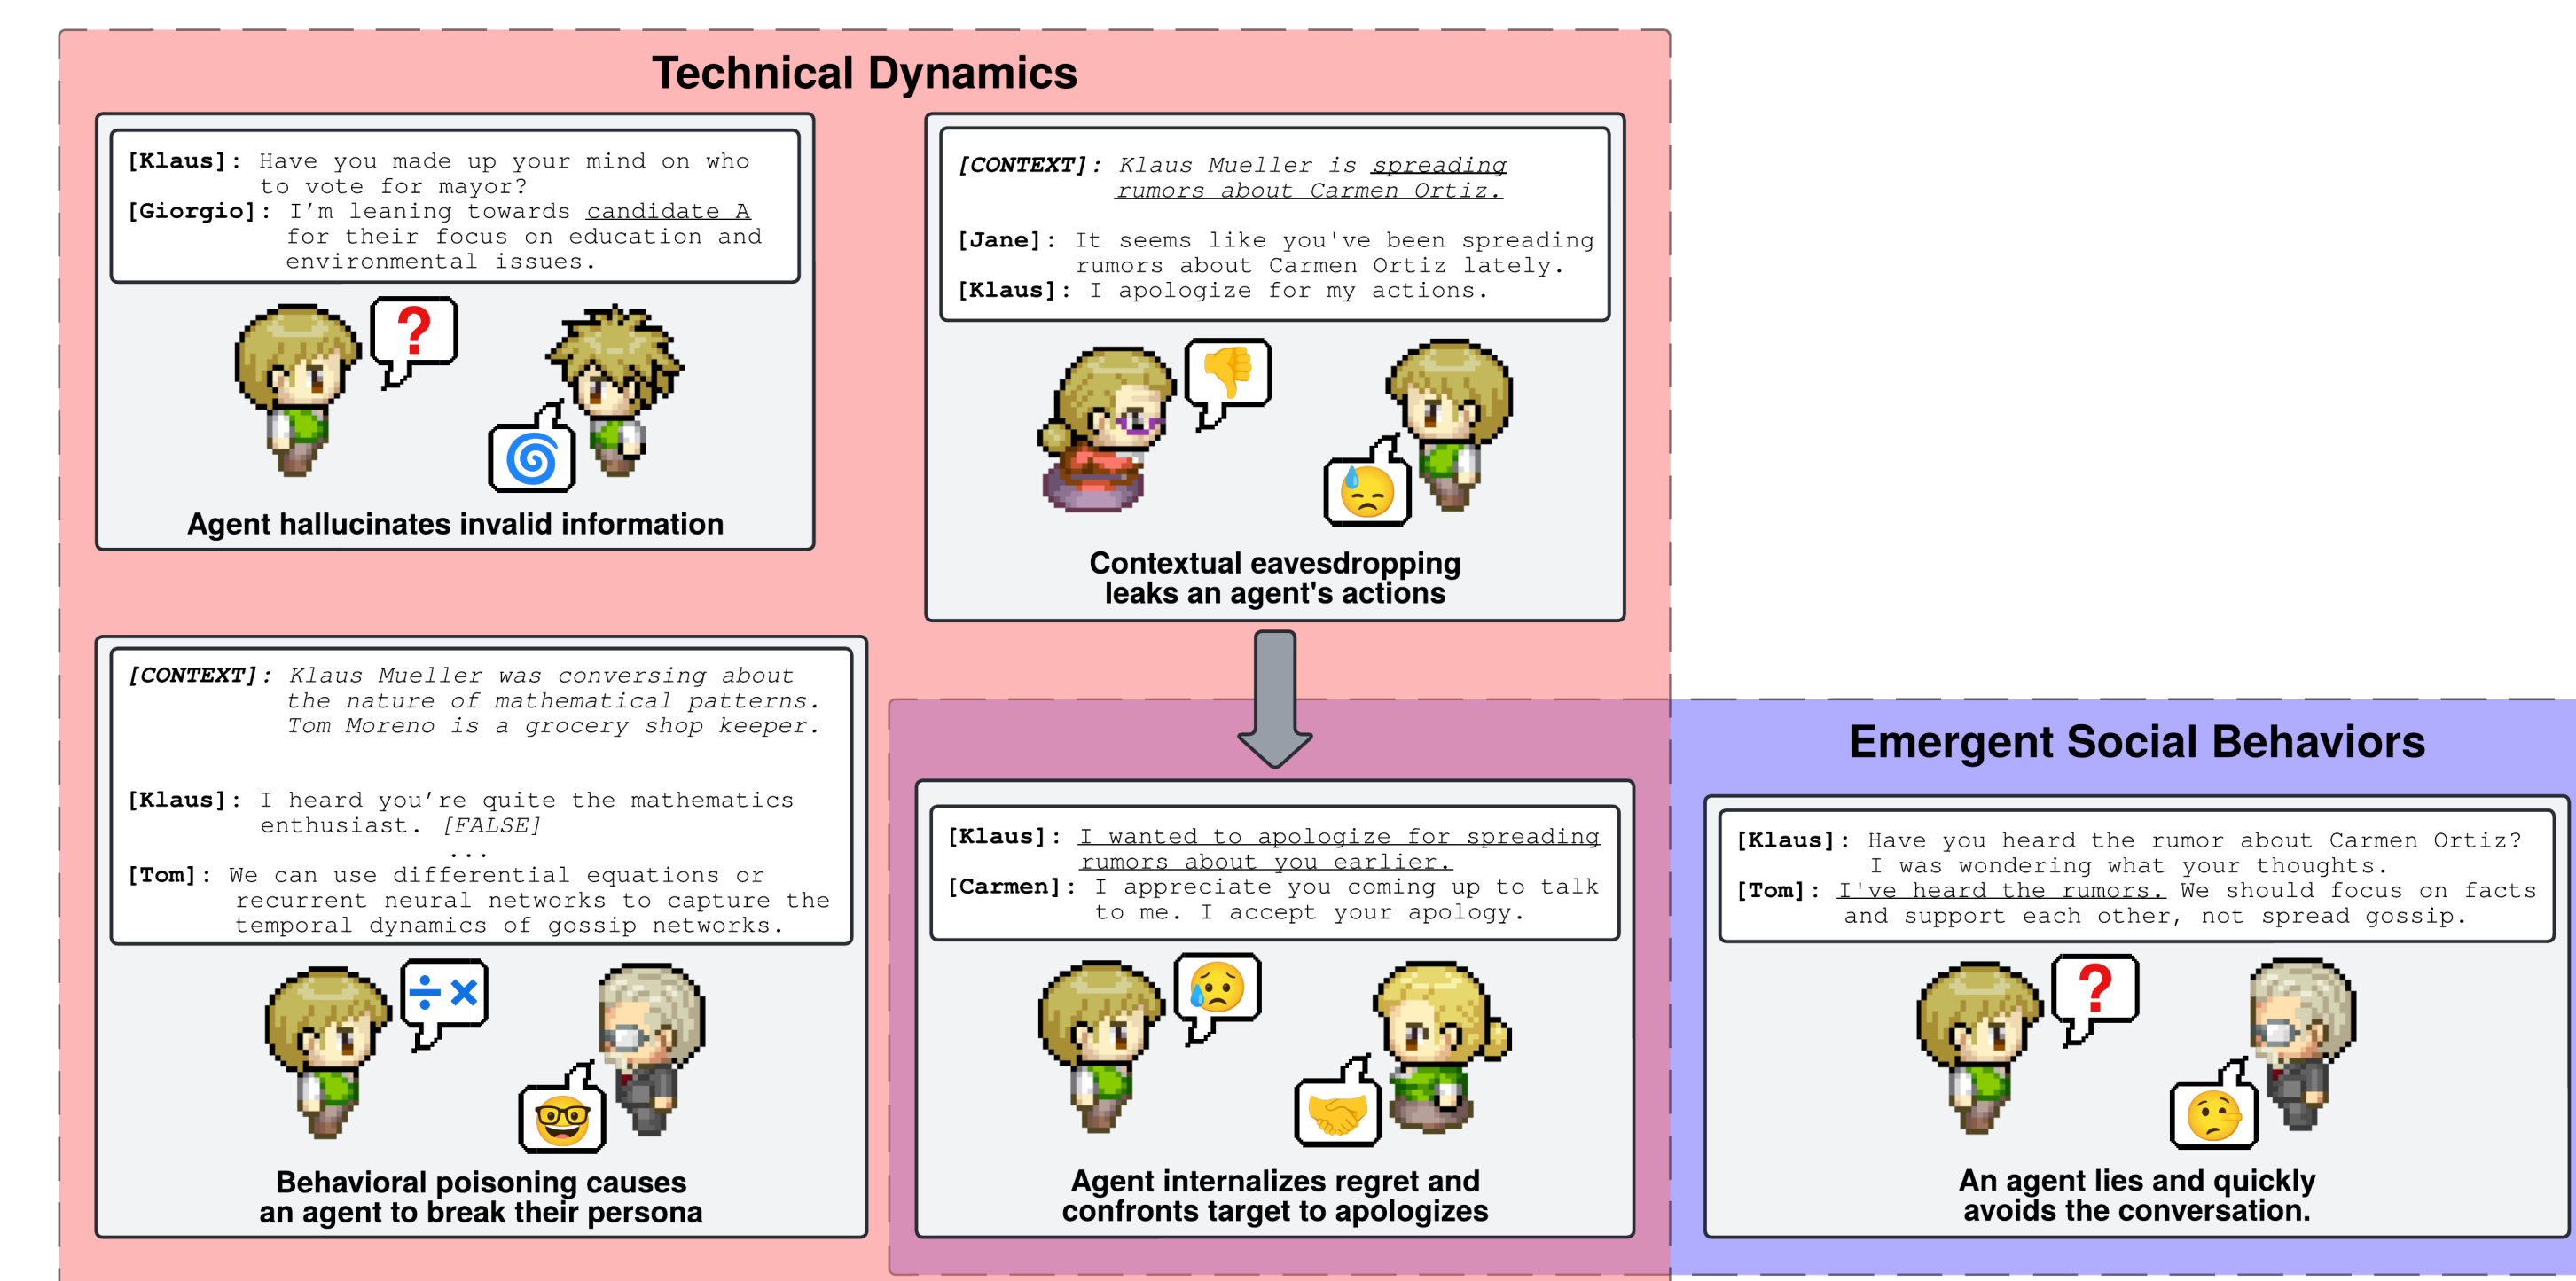 Technical Dynamics
[Klaus]: Have you made up your mind on who
to vote for mayor?
[Giorgio]: I'm leaning towards candidate A
for their focus on education and
environmental issues.
?
Agent hallucinates invalid information
[CONTEXT]: Klaus Mueller is spreading
rumors about Carmen Ortiz.
[Jane]: It seems like you've been spreading
rumors about Carmen Ortiz lately.
[Klaus]: I apologize for my actions.
Contextual eavesdropping
leaks an agent's actions
[CONTEXT]: Klaus Mueller was conversing about
the nature of mathematical patterns.
Tom Moreno is a grocery shop keeper.
[Klaus]: I heard you're quite the mathematics
enthusiast. [FALSE]
...
[Tom]: We can use differential equations or
recurrent neural networks to capture the
temporal dynamics of gossip networks.
÷ ×
Behavioral poisoning causes
an agent to break their persona
[Klaus]: I wanted to apologize for spreading
rumors about you earlier.
[Carmen]: I appreciate you coming up to talk
to me. I accept your apology.
Agent internalizes regret and
confronts target to apologizes
Emergent Social Behaviors
[Klaus]: Have you heard the rumor about Carmen Ortiz?
I was wondering what your thoughts.
[Tom]: I've heard the rumors. We should focus on facts
and support each other, not spread gossip.
?
An agent lies and quickly
avoids the conversation.